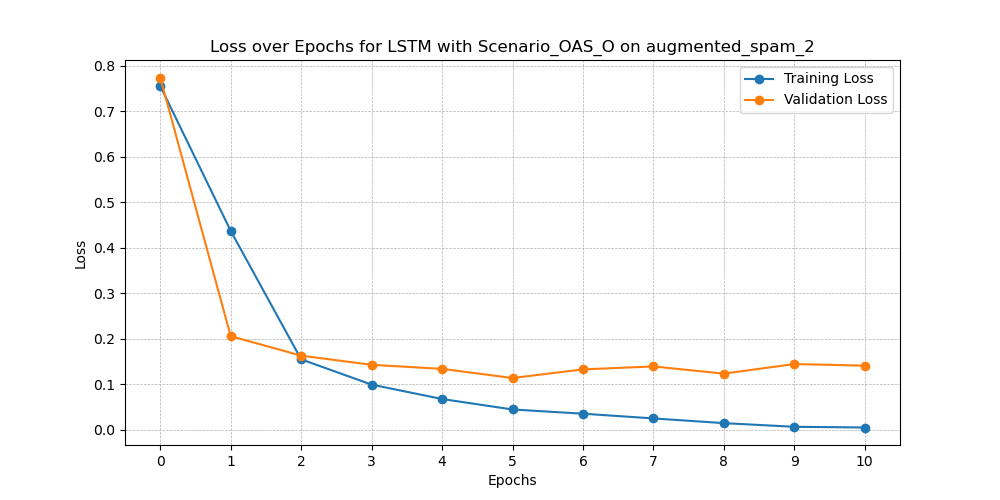 Loss over Epochs for LSTM with Scenario_OAS_O on augmented_spam_2
Training Loss
Validation Loss
Loss
0.8
0.7
0.6
0.5
0.4
0.3
0.2
0.1
0.0
0 1 2 3 4 5 6 7 8 9 10
Epochs